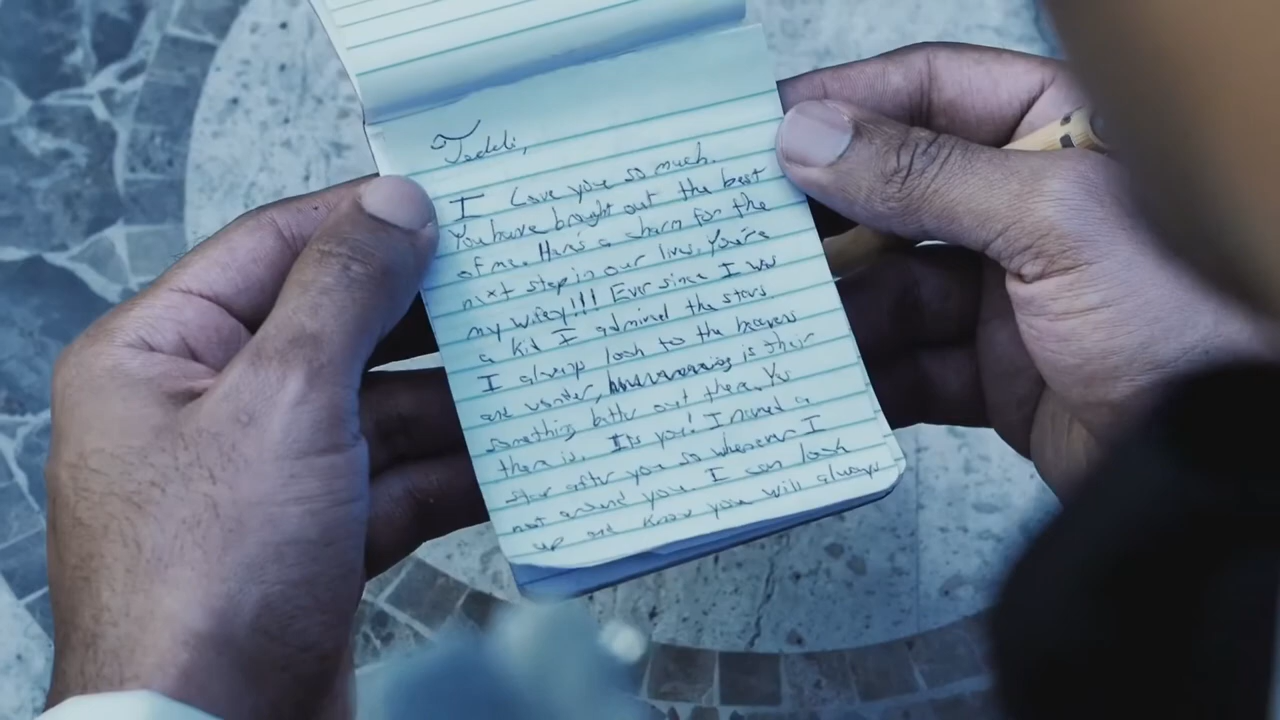 Teddi,
I Love you so much.
You have brought out the best
of me. Here's a charm for the
next step in our lives. You're
my wifey!!! Ever since I was
a kid I admired the stars
I always look to the heavens
and wonder, is their
something better out there. Yes
there is. It's you! I named a
star after you so whenever I
not around you I can look
up and know you will always